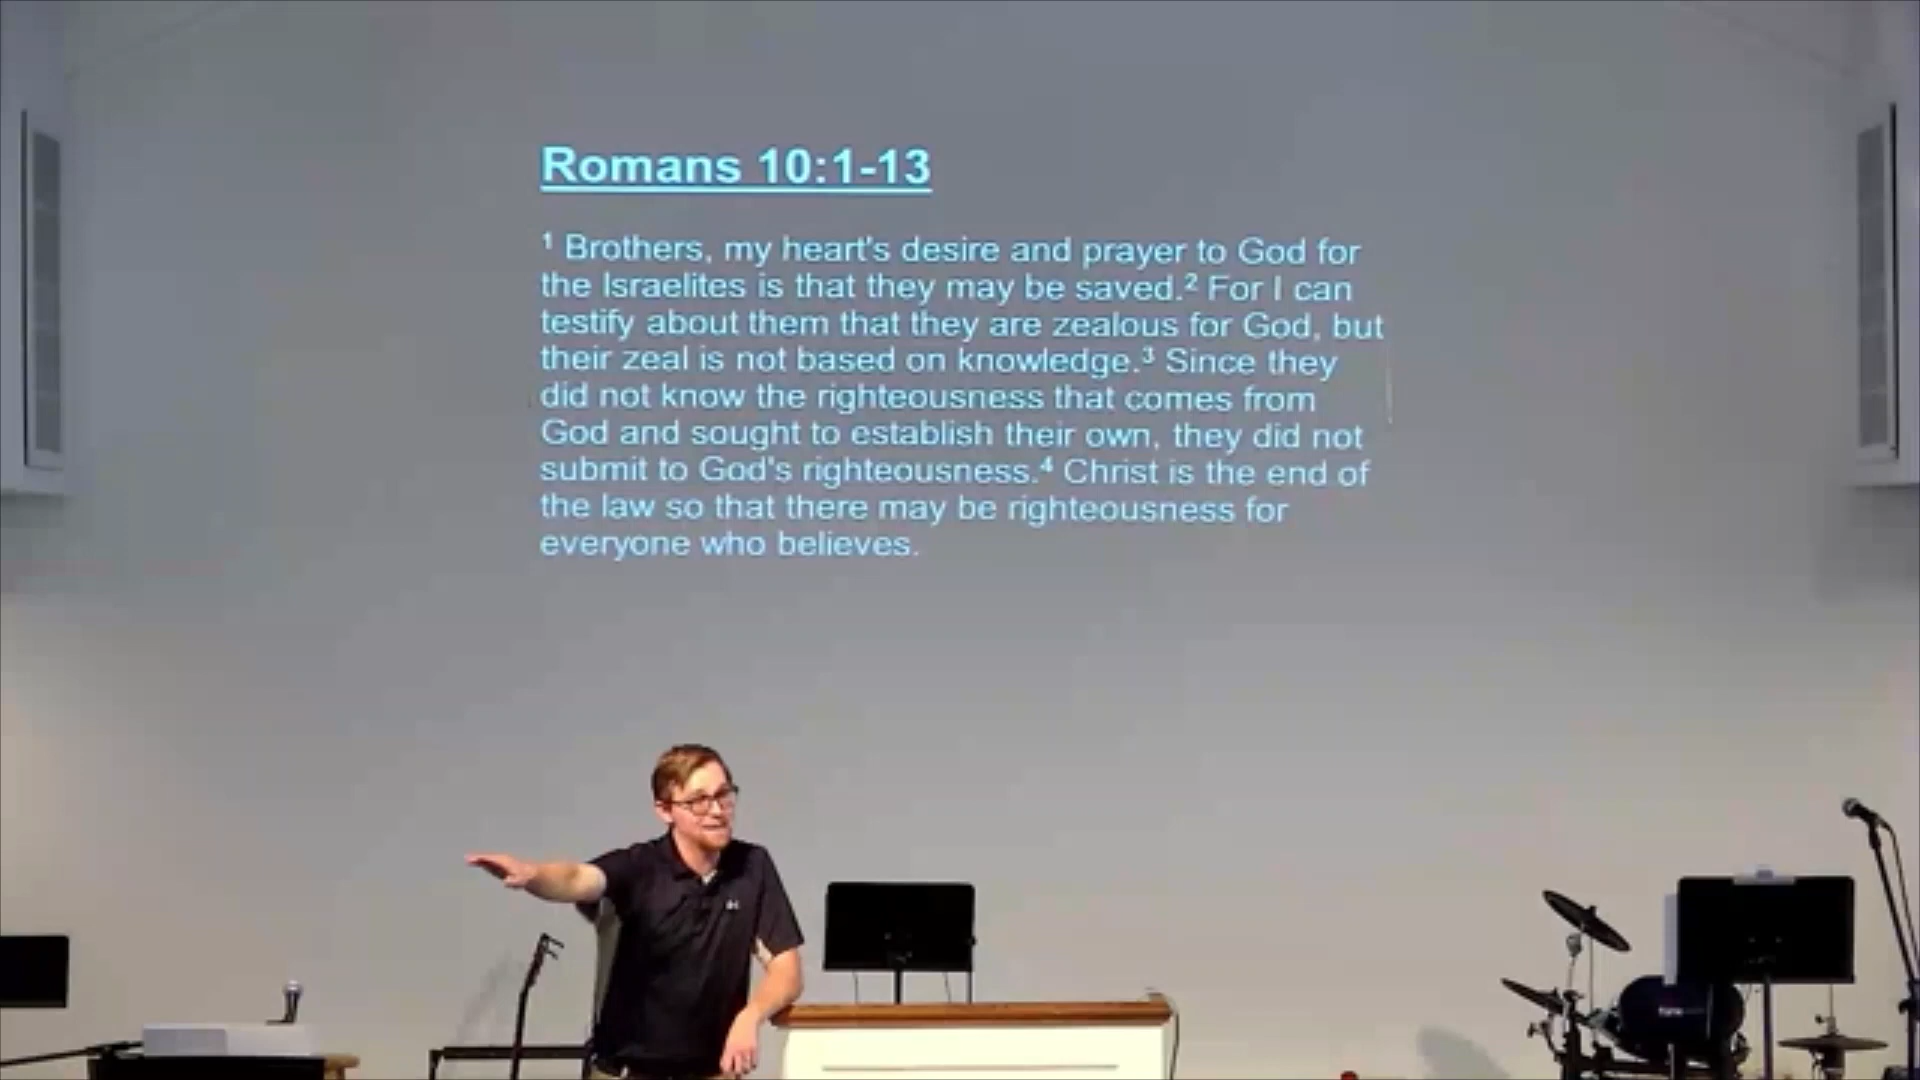 Romans 10:1-13
¹ Brothers, my heart's desire and prayer to God for
the Israelites is that they may be saved.² For I can
testify about them that they are zealous for God, but
their zeal is not based on knowledge.³ Since they
did not know the righteousness that comes from
God and sought to establish their own, they did not
submit to God's righteousness.⁴ Christ is the end of
the law so that there may be righteousness for
everyone who believes.